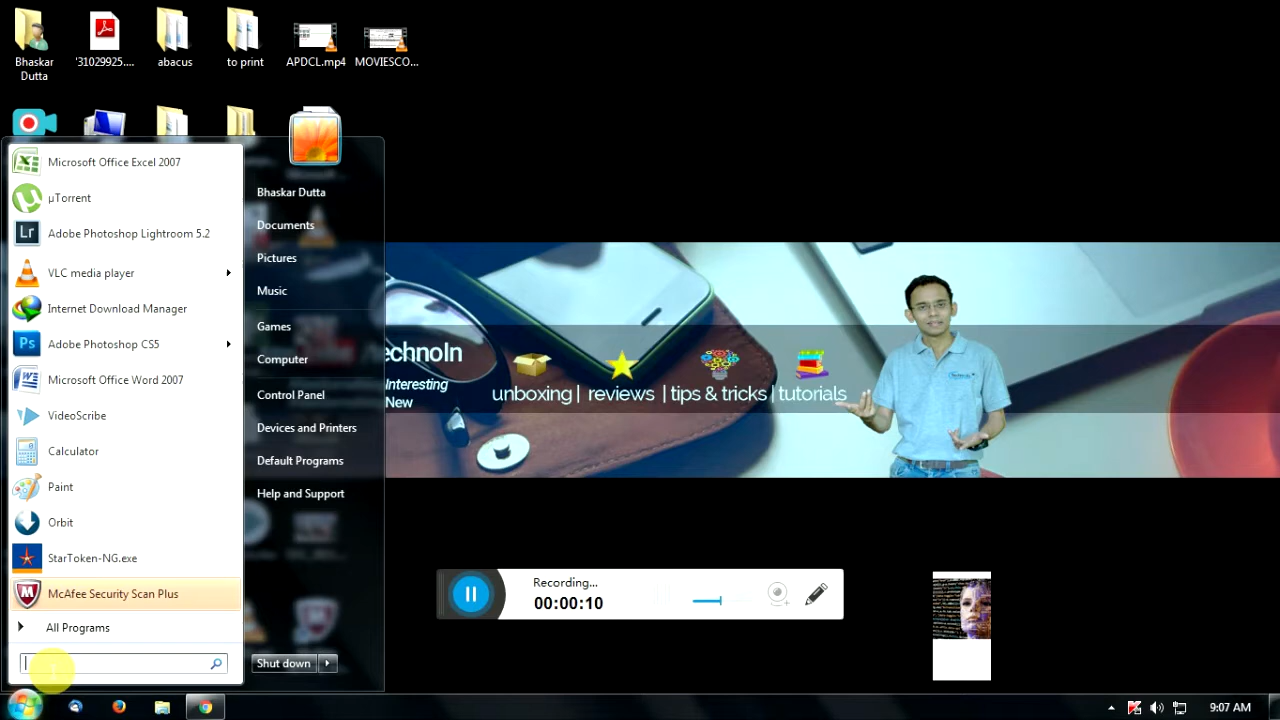 Bhaskar
Dutta
'31029925....
abacus
to print
APDCL.mp4
MOVIESCO...
Microsoft Office Excel 2007
µTorrent
Lr
Adobe Photoshop Lightroom 5.2
VLC media player
Internet Download Manager
Ps
Adobe Photoshop CS5
Microsoft Office Word 2007
VideoScribe
Calculator
Paint
Orbit
StarToken-NG.exe
McAfee Security Scan Plus
All Programs
Bhaskar Dutta
Documents
Pictures
Music
Games
Computer
Control Panel
Devices and Printers
Default Programs
Help and Support
Shut down
echnoIn
Interesting
New
unboxing | reviews | tips & tricks | tutorials
Recording...
00:00:10
9:07 AM